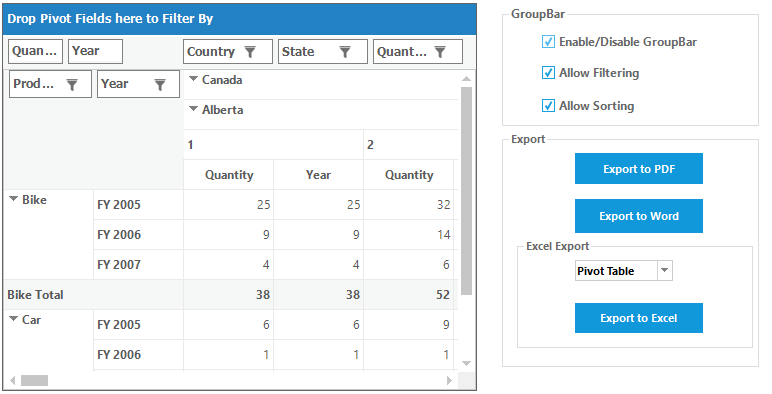 Drop Pivot Fields here to Filter By
Quan... Year Country State Quant...
Prod... Year
Canada
Alberta
1 2
Quantity Year Quantity
Bike FY 2005 25 25 32
FY 2006 9 9 14
FY 2007 4 4 6
Bike Total 38 38 52
Car FY 2005 6 6 9
FY 2006 1 1 1
GroupBar
Enable/Disable GroupBar
Allow Filtering
Allow Sorting
Export
Export to PDF
Export to Word
Excel Export
Pivot Table
Export to Excel